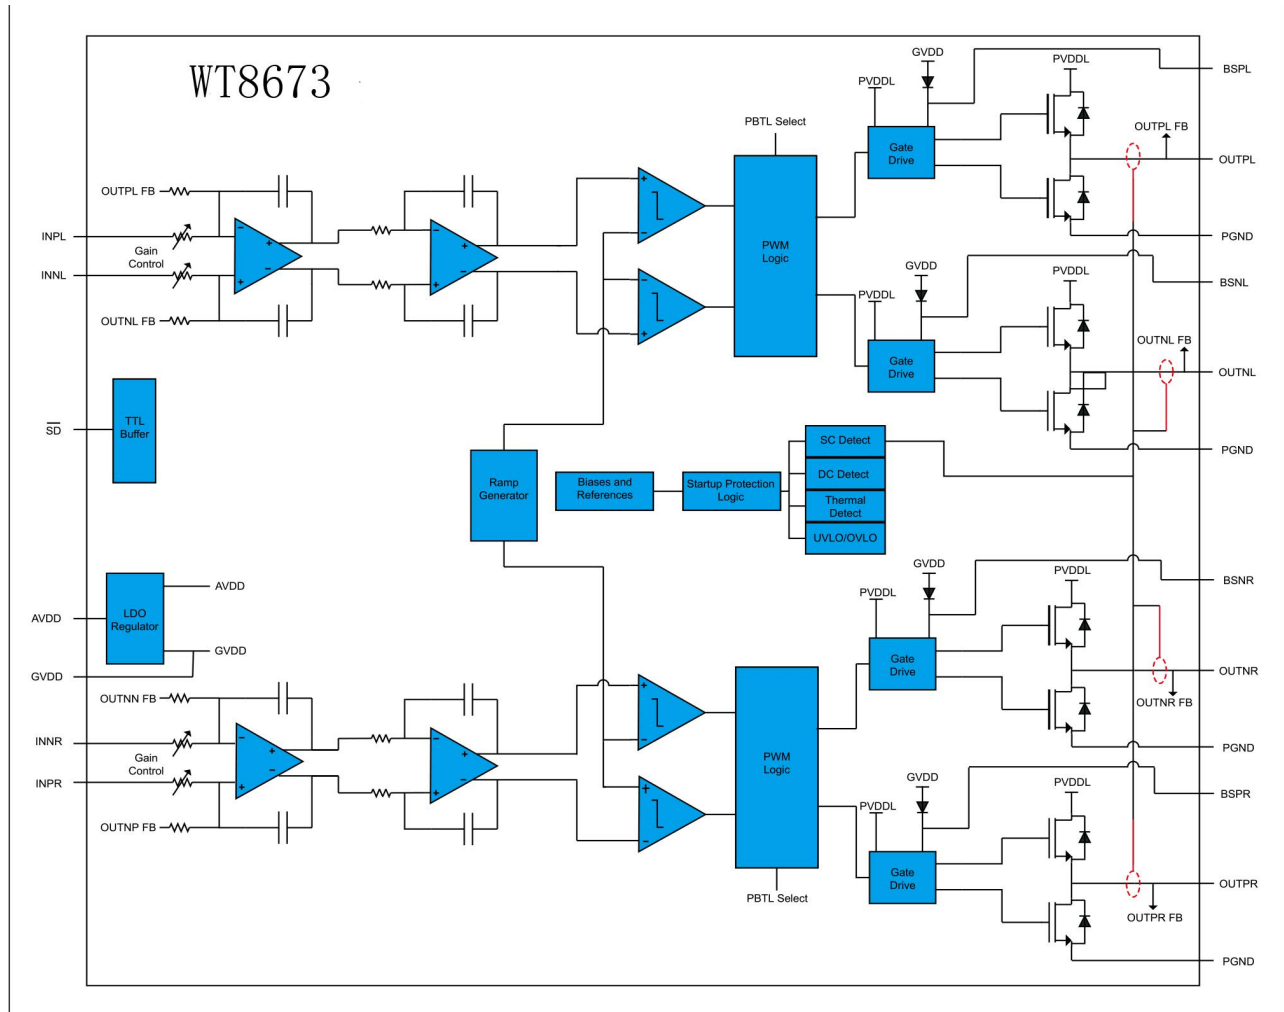 WT8673
GVDD
PVDDL
BSPL
PVDDL
PBTL Select
OUTPL FB
Gate
Drive
OUTPL
OUTPL FB
INPL
Gain
Control
INNL
OUTNL FB
PWM
Logic
PGND
GVDD
PVDDL
BSNL
PVDDL
OUTNL FB
Gate
Drive
OUTNL
PGND
SD
TTL
Buffer
Ramp
Generator
Biases and
References
Startup Protection
Logic
SC Detect
DC Detect
Thermal
Detect
UVLO/OVLO
AVDD
LDO
Regulator
AVDD
GVDD
GVDD
GVDD
PVDDL
BSNR
PVDDL
Gate
Drive
OUTNR
OUTNR FB
PGND
OUTNN FB
INNR
Gain
Control
INPR
OUTNP FB
PWM
Logic
PBTL Select
GVDD
PVDDL
BSPR
PVDDL
Gate
Drive
OUTPR
OUTPR FB
PGND